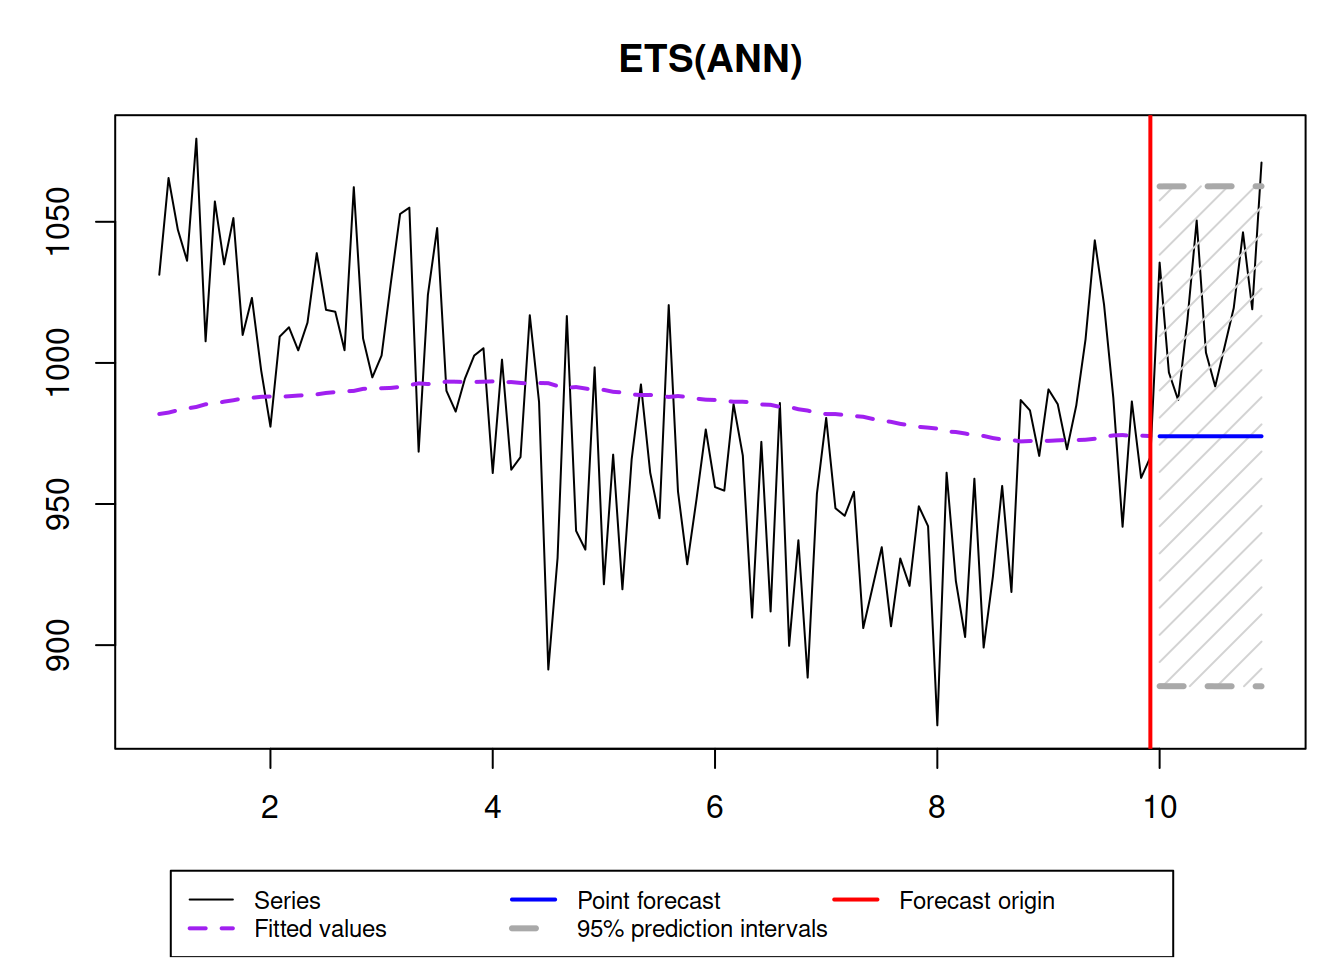 ETS(ANN)
1050
1000
950
900
2 4 6 8 10
Series Point forecast Forecast origin
Fitted values 95% prediction intervals